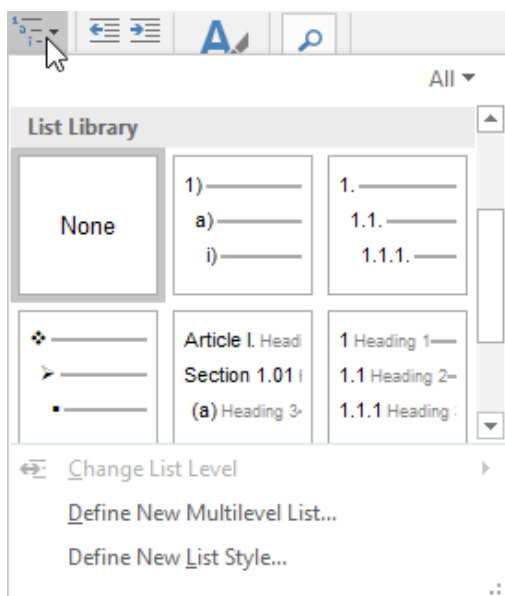 All
List Library
None
1)
a)
i)
1.
1.1.
1.1.1.
Article I. Headi
Section 1.01
(a) Heading 3
1 Heading 1
1.1 Heading 2
1.1.1 Heading
Change List Level
Define New Multilevel List...
Define New List Style...